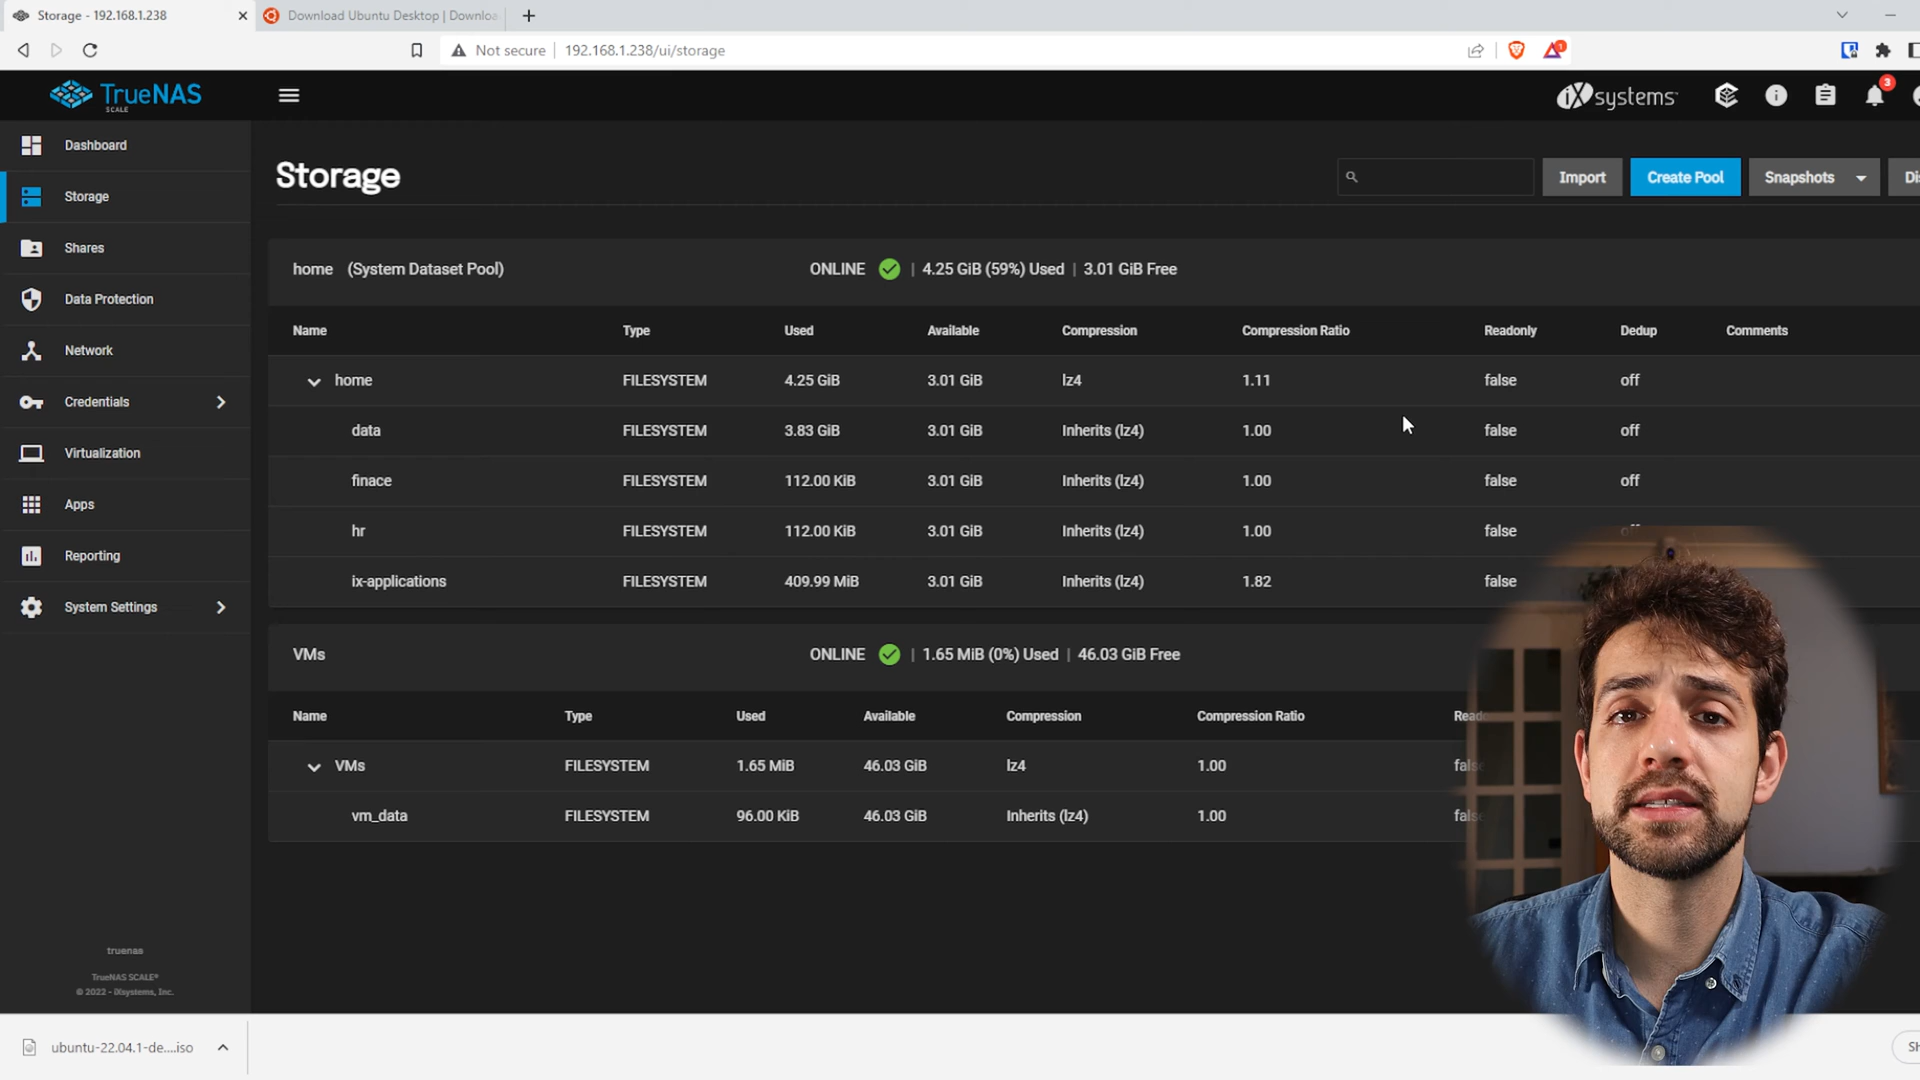 Storage - 192.168.1.238
Download Ubuntu Desktop | Downloa
Not secure
192.168.1.238/ui/storage
1
TrueNAS
SCALE
iXsystems
3
Dashboard
Storage
Shares
Data Protection
Network
Credentials
Virtualization
Apps
Reporting
System Settings
truenas
TrueNAS SCALE®
© 2022 - iXsystems, Inc.
Storage
Import
Create Pool
Snapshots
Di
home (System Dataset Pool) ONLINE | 4.25 GiB (59%) Used | 3.01 GiB Free
Name Type Used Available Compression Compression Ratio Readonly Dedup Comments
home FILESYSTEM 4.25 GiB 3.01 GiB lz4 1.11 false off
data FILESYSTEM 3.83 GiB 3.01 GiB Inherits (lz4) 1.00 false off
finace FILESYSTEM 112.00 KiB 3.01 GiB Inherits (lz4) 1.00 false off
hr FILESYSTEM 112.00 KiB 3.01 GiB Inherits (lz4) 1.00 false off
ix-applications FILESYSTEM 409.99 MiB 3.01 GiB Inherits (lz4) 1.82 false
VMs ONLINE | 1.65 MiB (0%) Used | 46.03 GiB Free
Name Type Used Available Compression Compression Ratio Reado
VMs FILESYSTEM 1.65 MiB 46.03 GiB lz4 1.00 false
vm_data FILESYSTEM 96.00 KiB 46.03 GiB Inherits (lz4) 1.00 false
ubuntu-22.04.1-de....iso
Sh